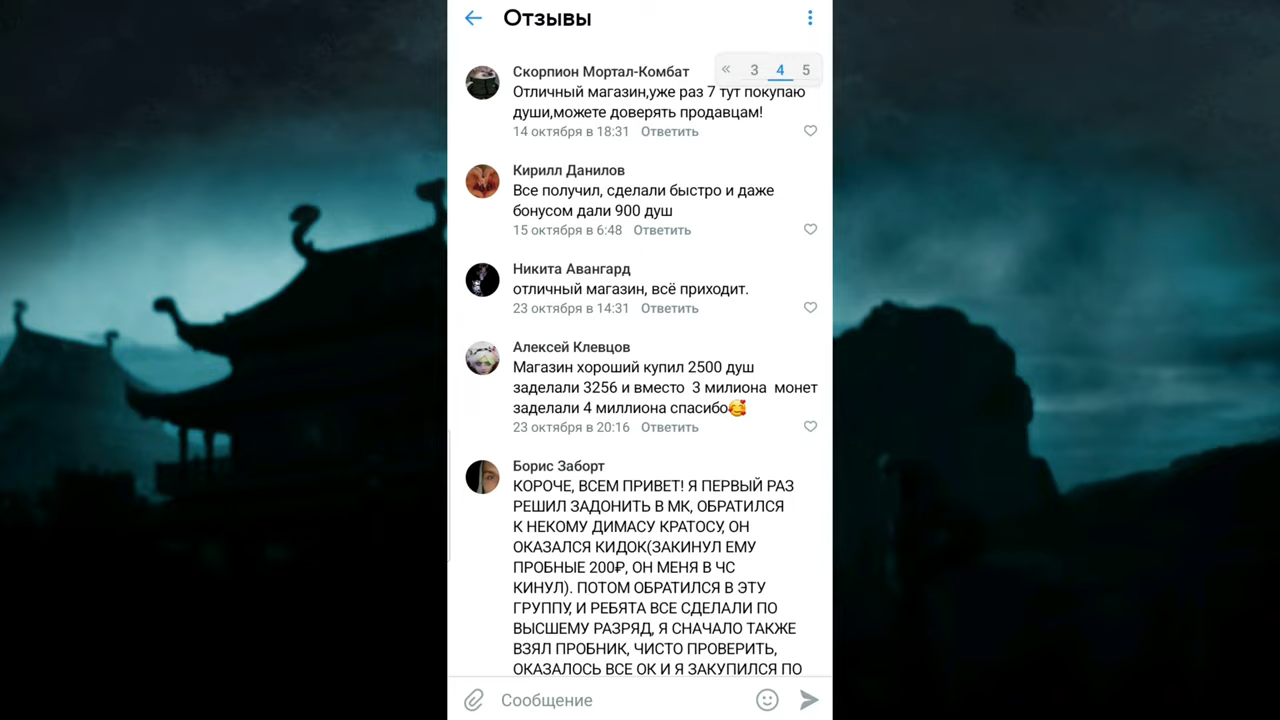 Отзывы
« 3 4 5
Скорпион Мортал-Комбат
Отличный магазин,уже раз 7 тут покупаю
души,можете доверять продавцам!
14 октября в 18:31 Ответить
Кирилл Данилов
Все получил, сделали быстро и даже
бонусом дали 900 душ
15 октября в 6:48 Ответить
Никита Авангард
отличный магазин, всё приходит.
23 октября в 14:31 Ответить
Алексей Клевцов
Магазин хороший купил 2500 душ
заделали 3256 и вместо 3 милиона монет
заделали 4 миллиона спасибо🥰
23 октября в 20:16 Ответить
Борис Заборт
КОРОЧЕ, ВСЕМ ПРИВЕТ! Я ПЕРВЫЙ РАЗ
РЕШИЛ ЗАДОНИТЬ В МК, ОБРАТИЛСЯ
К НЕКОМУ ДИМАСУ КРАТОСУ, ОН
ОКАЗАЛСЯ КИДОК(ЗАКИНУЛ ЕМУ
ПРОБНЫЕ 200₽, ОН МЕНЯ В ЧС
КИНУЛ). ПОТОМ ОБРАТИЛСЯ В ЭТУ
ГРУППУ, И РЕБЯТА ВСЕ СДЕЛАЛИ ПО
ВЫСШЕМУ РАЗРЯД, Я СНАЧАЛО ТАКЖЕ
ВЗЯЛ ПРОБНИК, ЧИСТО ПРОВЕРИТЬ,
ОКАЗАЛОСЬ ВСЕ ОК И Я ЗАКУПИЛСЯ ПО
Сообщение